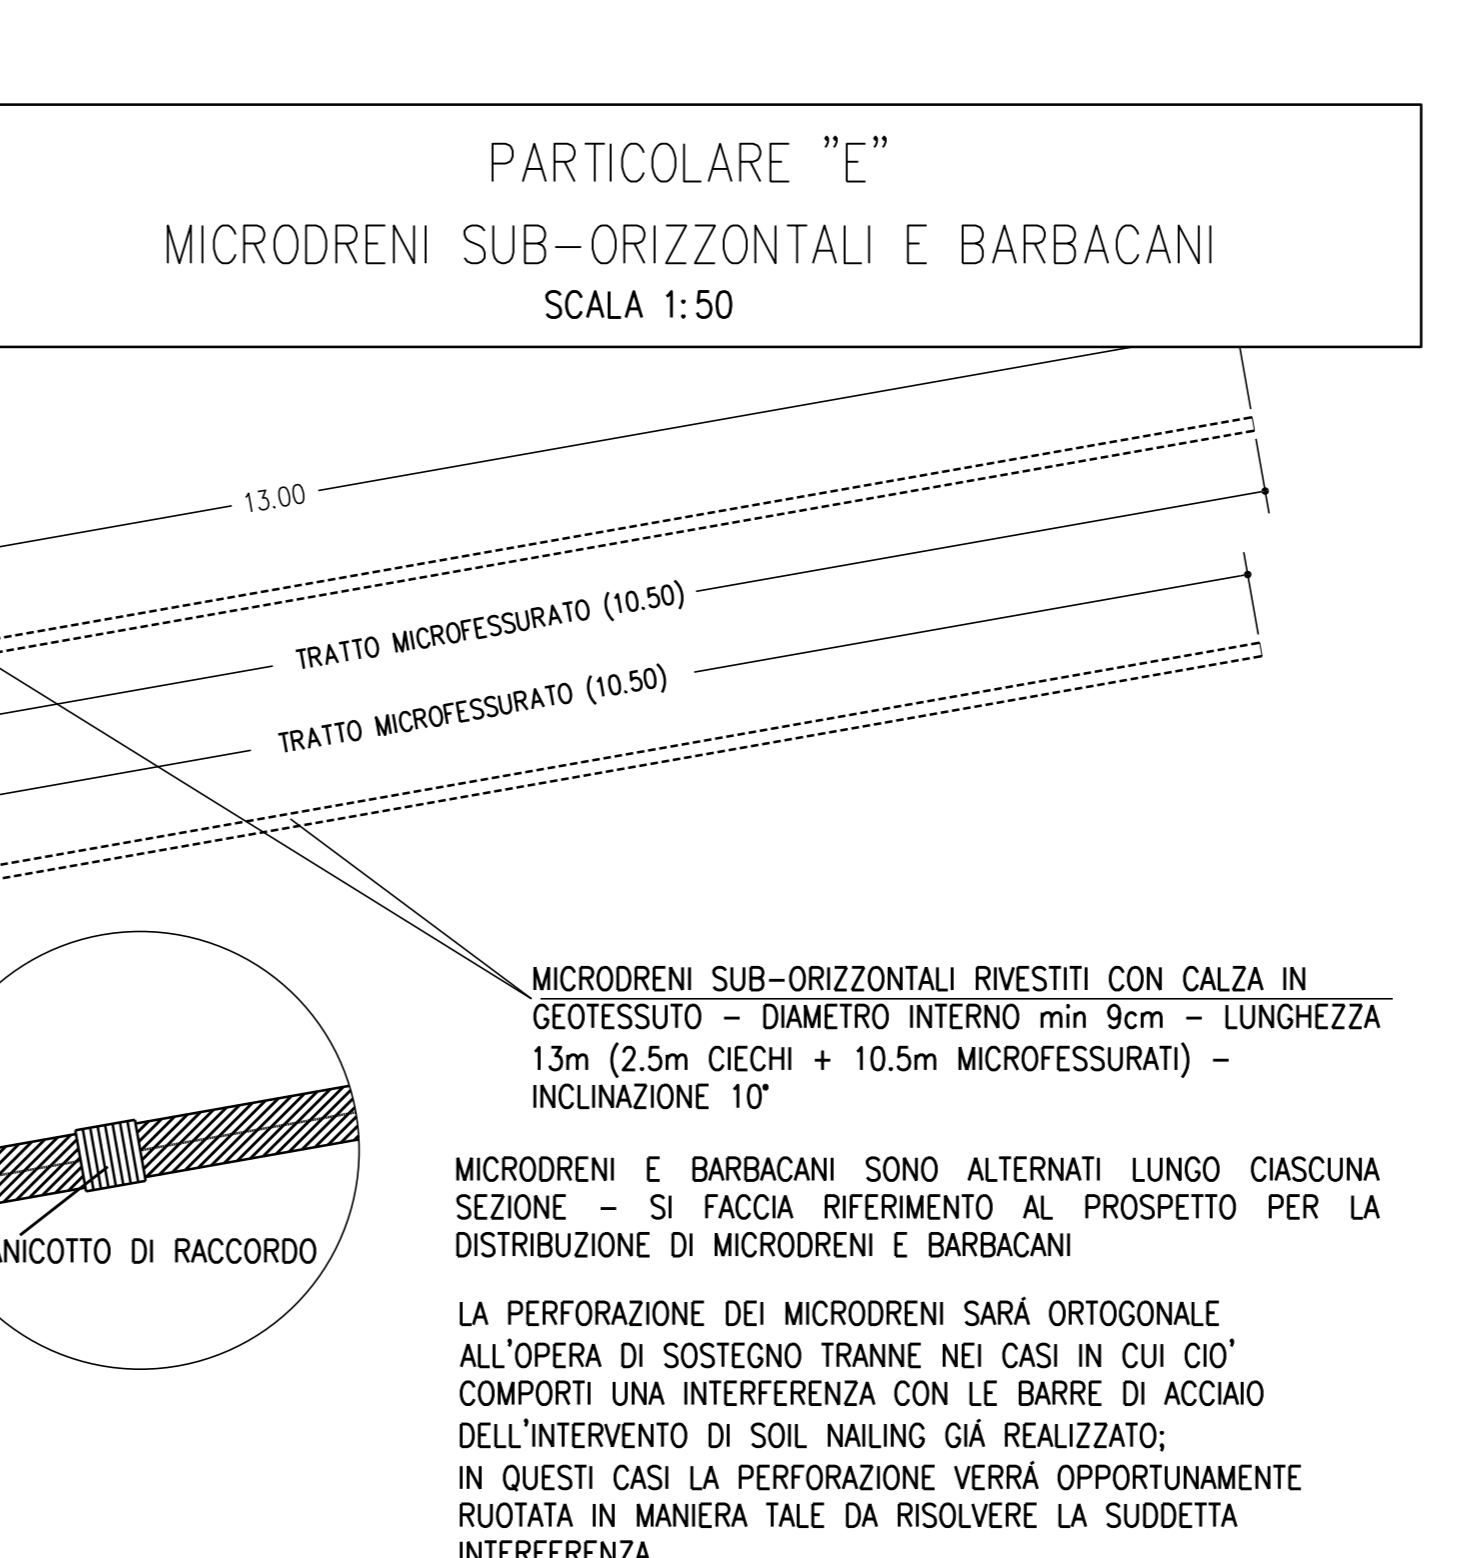 PARTICOLARE ”E”
MICRODRENI SUB-ORIZZONTALI E BARBACANI
SCALA 1:50
13.00
TRATTO MICROFESSURATO (10.50)
TRATTO MICROFESSURATO (10.50)
MICRODRENI SUB-ORIZZONTALI RIVESTITI CON CALZA IN
GEOTESSUTO - DIAMETRO INTERNO min 9cm - LUNGHEZZA
13m (2.5m CIECHI + 10.5m MICROFESSURATI) -
INCLINAZIONE 10°
MICRODRENI E BARBACANI SONO ALTERNATI LUNGO CIASCUNA
SEZIONE - SI FACCIA RIFERIMENTO AL PROSPETTO PER LA
DISTRIBUZIONE DI MICRODRENI E BARBACANI
ANICOTTO DI RACCORDO
LA PERFORAZIONE DEI MICRODRENI SARÁ ORTOGONALE
ALL'OPERA DI SOSTEGNO TRANNE NEI CASI IN CUI CIO'
COMPORTI UNA INTERFERENZA CON LE BARRE DI ACCIAIO
DELL'INTERVENTO DI SOIL NAILING GIÁ REALIZZATO;
IN QUESTI CASI LA PERFORAZIONE VERRÁ OPPORTUNAMENTE
RUOTATA IN MANIERA TALE DA RISOLVERE LA SUDDETTA
INTERFERENZA